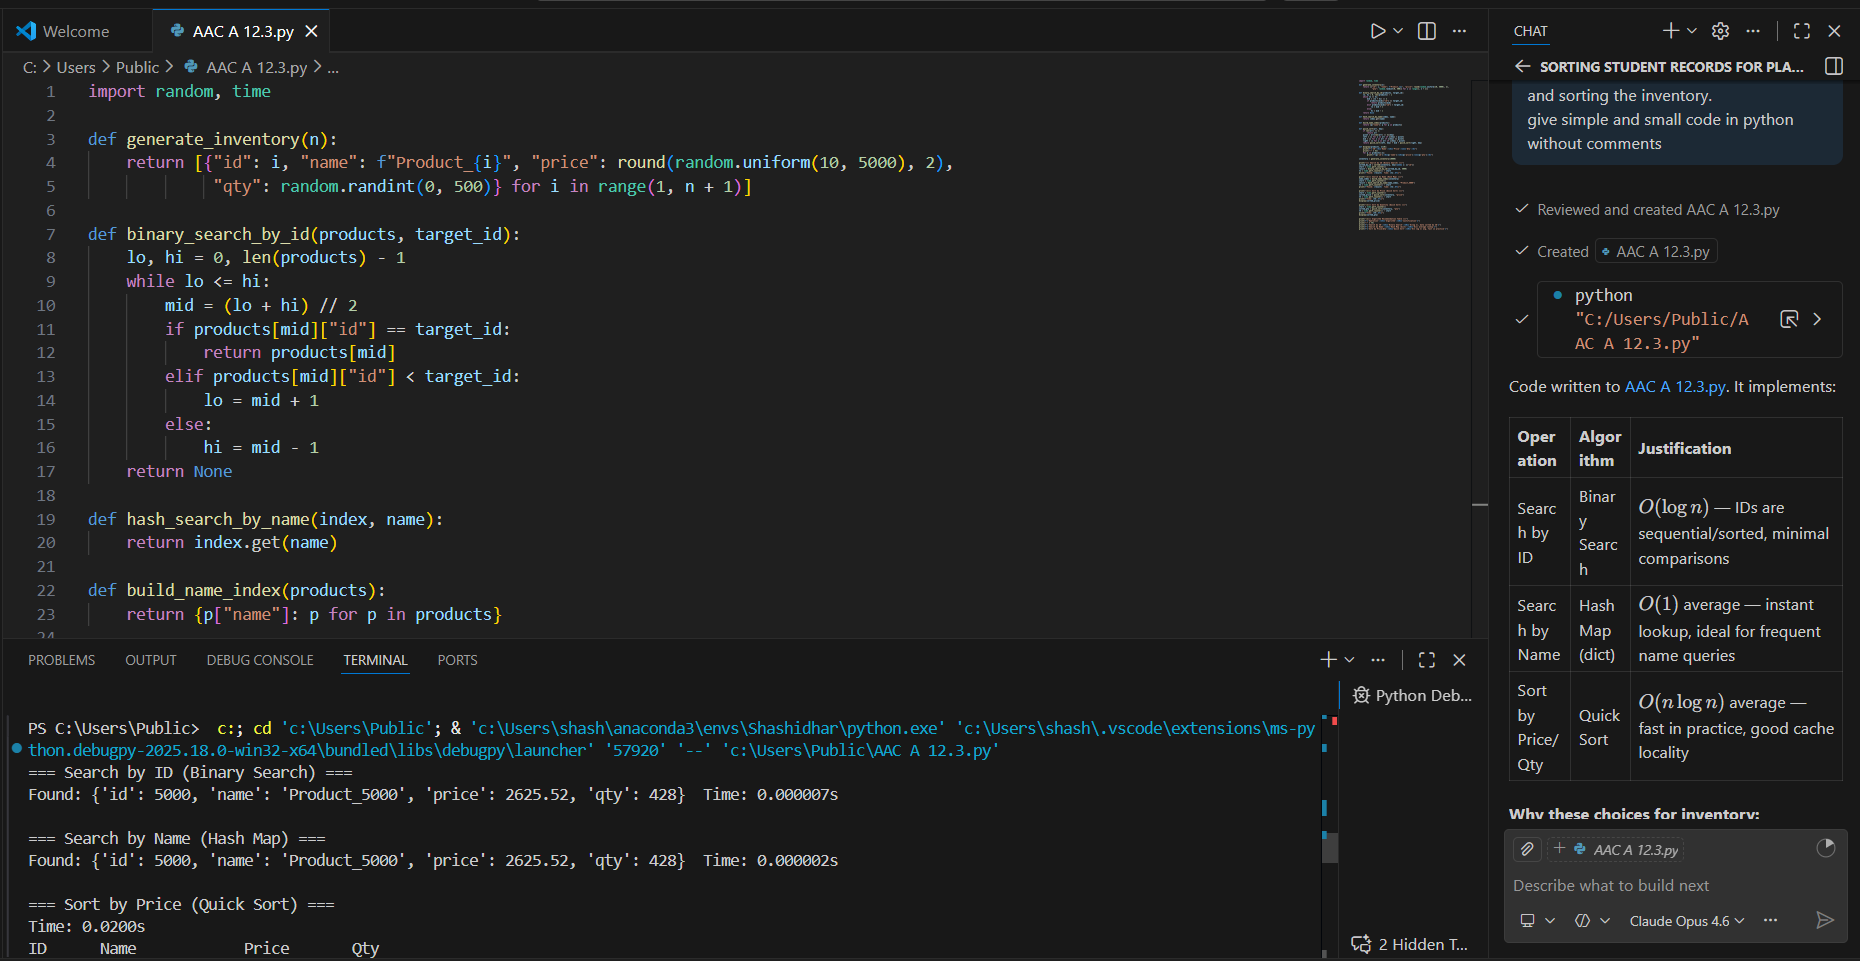 Welcome
AAC A 12.3.py
C: > Users > Public > AAC A 12.3.py > ...
1 import random, time
2
3 def generate_inventory(n):
4 return [{"id": i, "name": f"Product_{i}", "price": round(random.uniform(10, 5000), 2),
5 "qty": random.randint(0, 500)} for i in range(1, n + 1)]
6
7 def binary_search_by_id(products, target_id):
8 lo, hi = 0, len(products) - 1
9 while lo <= hi:
10 mid = (lo + hi) // 2
11 if products[mid]["id"] == target_id:
12 return products[mid]
13 elif products[mid]["id"] < target_id:
14 lo = mid + 1
15 else:
16 hi = mid - 1
17 return None
18
19 def hash_search_by_name(index, name):
20 return index.get(name)
21
22 def build_name_index(products):
23 return {p["name"]: p for p in products}
24
PROBLEMS OUTPUT DEBUG CONSOLE TERMINAL PORTS
PS C:\Users\Public> c:; cd 'c:\Users\Public'; & 'c:\Users\shash\anaconda3\envs\Shashidhar\python.exe' 'c:\Users\shash\.vscode\extensions\ms-py
thon.debugpy-2025.18.0-win32-x64\bundled\libs\debugpy\launcher' '57920' '--' 'c:\Users\Public\AAC A 12.3.py'
=== Search by ID (Binary Search) ===
Found: {'id': 5000, 'name': 'Product_5000', 'price': 2625.52, 'qty': 428} Time: 0.000007s
=== Search by Name (Hash Map) ===
Found: {'id': 5000, 'name': 'Product_5000', 'price': 2625.52, 'qty': 428} Time: 0.000002s
=== Sort by Price (Quick Sort) ===
Time: 0.0200s
ID Name Price Qty
Python Deb...
2 Hidden T...
CHAT
SORTING STUDENT RECORDS FOR PLA...
and sorting the inventory.
give simple and small code in python
without comments
Reviewed and created AAC A 12.3.py
Created AAC A 12.3.py
python
"C:/Users/Public/A
AC A 12.3.py"
Code written to AAC A 12.3.py. It implements:
Oper
ation
Algor
ithm
Justification
Searc
h by
ID
Binar
y
Searc
h
O(log n) — IDs are
sequential/sorted, minimal
comparisons
Searc
h by
Name
Hash
Map
(dict)
O(1) average — instant
lookup, ideal for frequent
name queries
Sort
by
Price/
Qty
Quick
Sort
O(n log n) average —
fast in practice, good cache
locality
Why these choices for inventory:
AAC A 12.3.py
Describe what to build next
Claude Opus 4.6